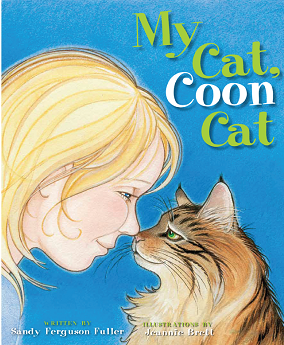 My
Cat,
Coon
Cat
WRITTEN BY
Sandy Ferguson Fuller
ILLUSTRATIONS BY
Jeannie Brett